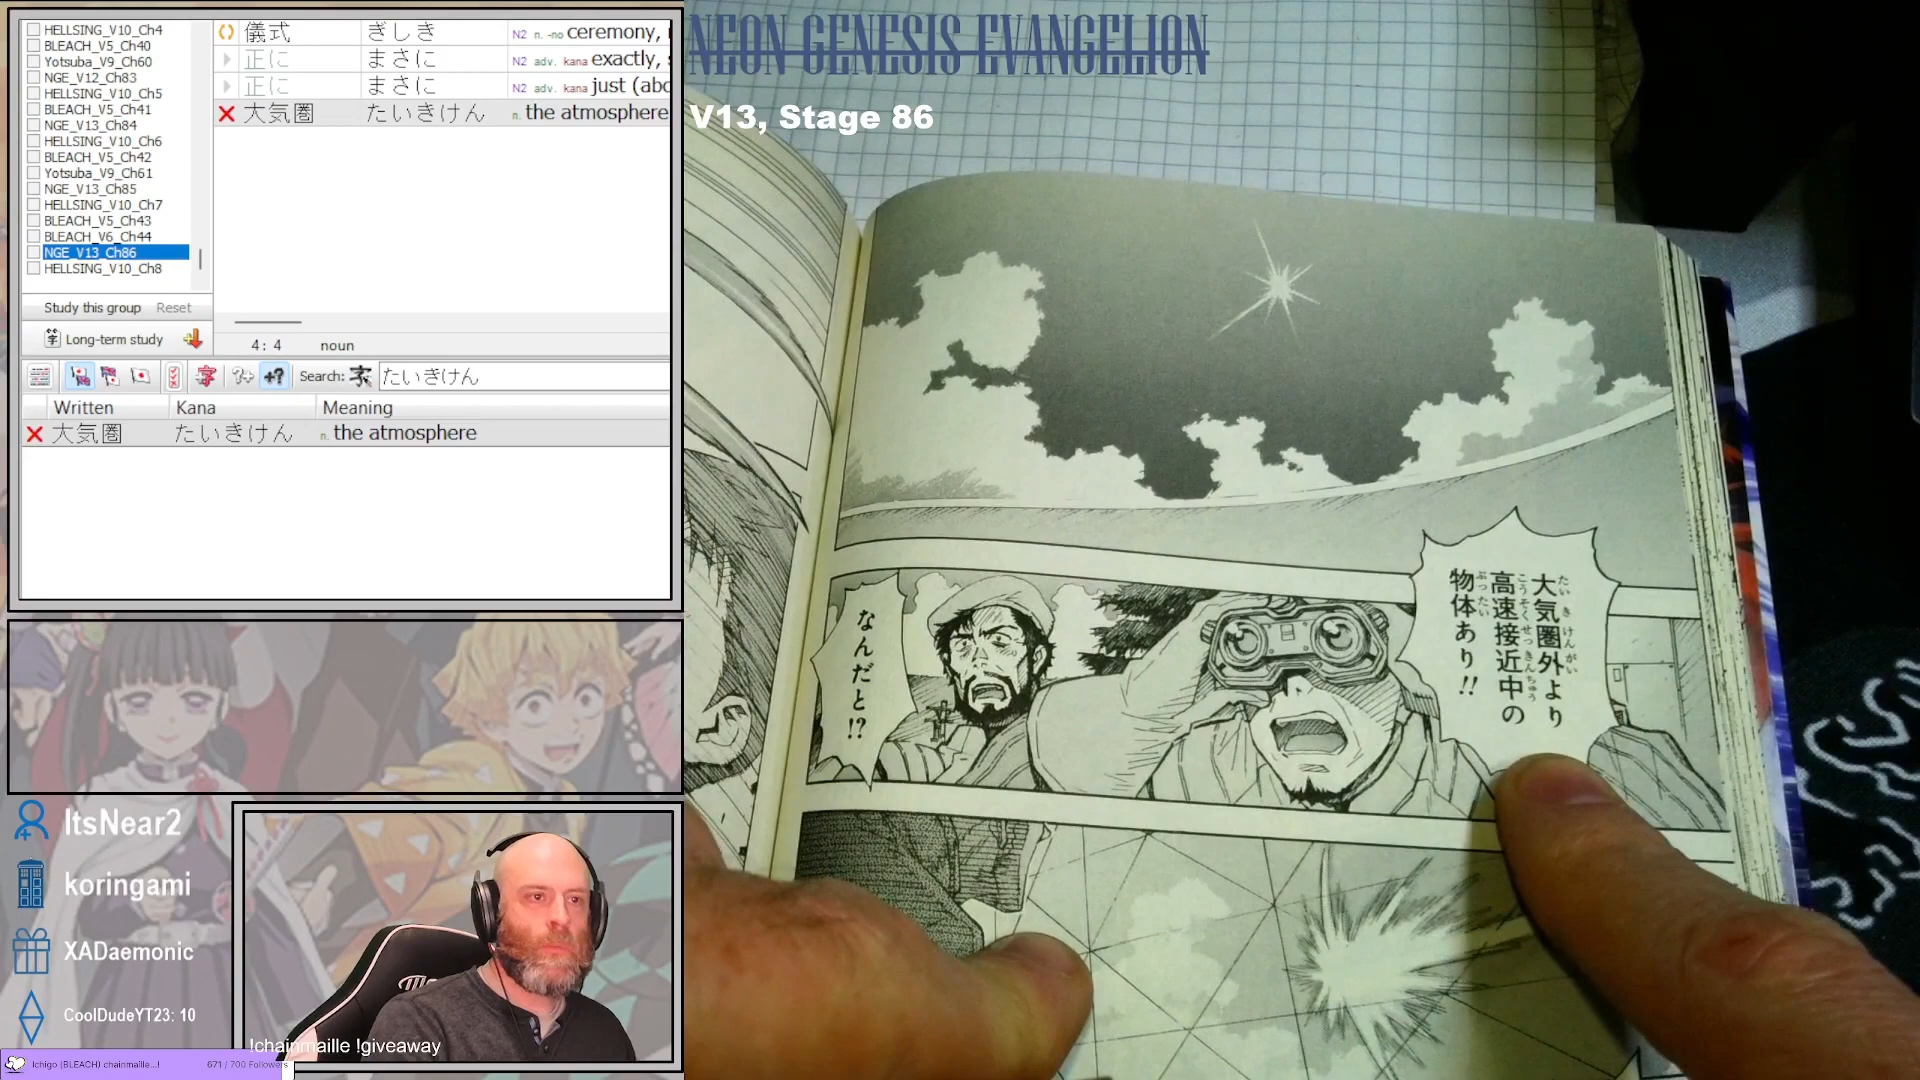 HELLSING_V10_Ch4
BLEACH_V5_Ch40
Yotsuba_V9_Ch60
NGE_V12_Ch83
HELLSING_V10_Ch5
BLEACH_V5_Ch41
NGE_V13_Ch84
HELLSING_V10_Ch6
BLEACH_V5_Ch42
Yotsuba_V9_Ch61
NGE_V13_Ch85
HELLSING_V10_Ch7
BLEACH_V5_Ch43
BLEACH_V6_Ch44
NGE_V13_Ch86
HELLSING_V10_Ch8
Study this group Reset
Long-term study
儀式 ぎしき N2 n. -no ceremony,
正に まさに N2 adv. kana exactly,
正に まさに N2 adv. kana just
大気圏 たいきけん n. the atmosphere
4: 4 noun
Search: たいきけん
Written Kana Meaning
大気圏 たいきけん n. the atmosphere
NEON GENESIS EVANGELION
V13, Stage 86
大気圏外より
高速接近中の
物体あり!!
なんだと!?
ItsNear2
koringami
XADaemonic
CoolDudeYT23: 10
!chainmaille !giveaway
Ichigo (BLEACH) chainmaille...!
671 / 700 Followers